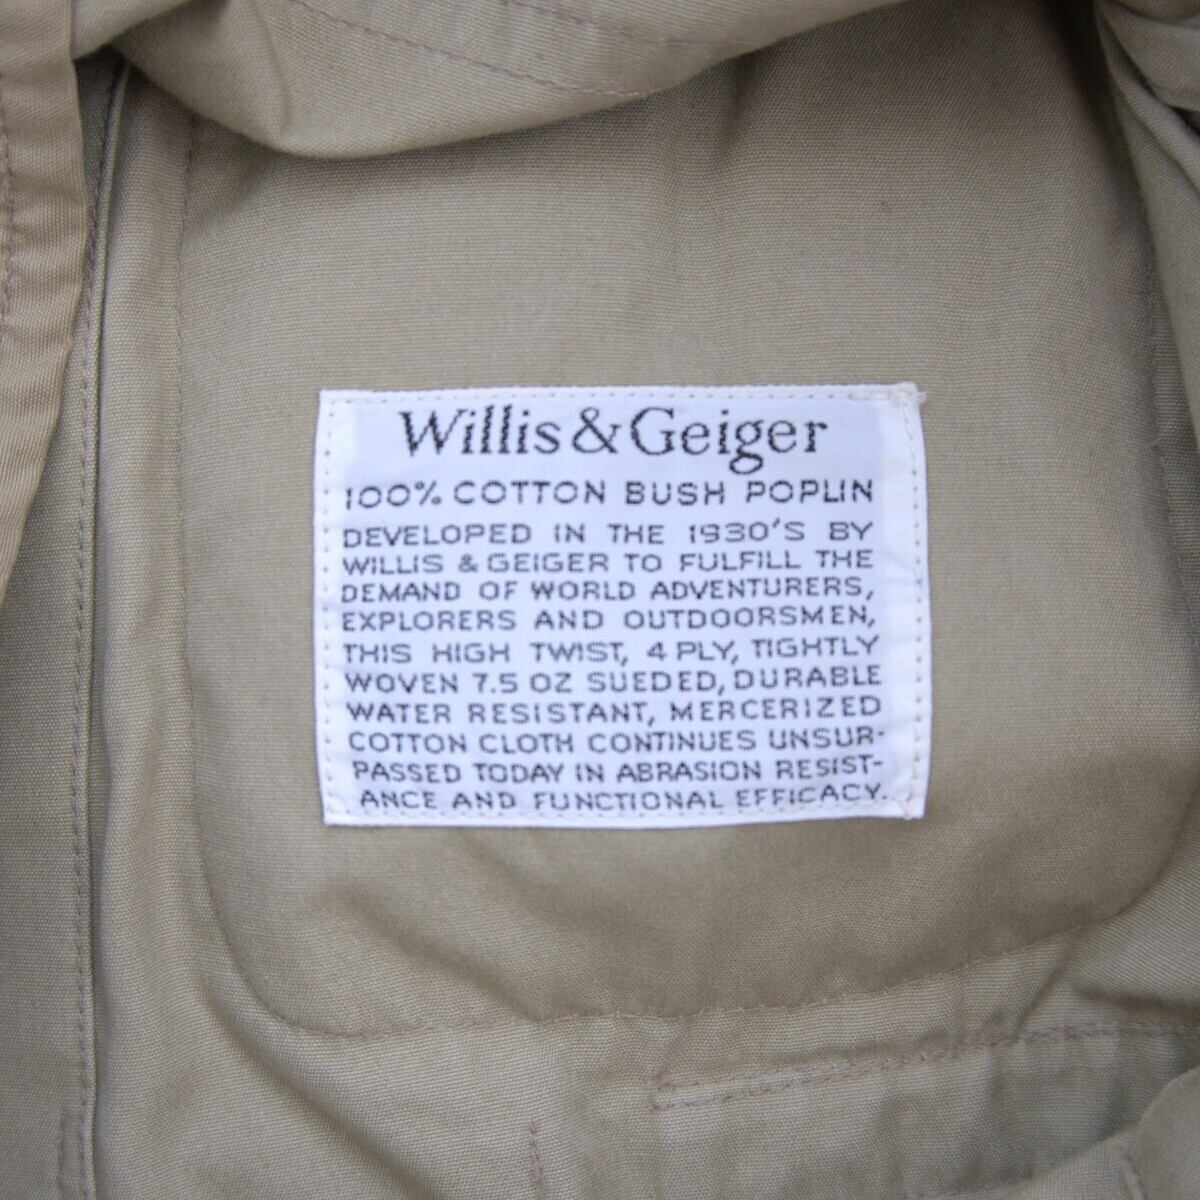 Willis & Geiger
100% COTTON BUSH POPLIN
DEVELOPED IN THE 1930'S BY
WILLIS & GEIGER TO FULFILL THE
DEMAND OF WORLD ADVENTURERS,
EXPLORERS AND OUTDOORSMEN,
THIS HIGH TWIST, 4 PLY, TIGHTLY
WOVEN 7.5 OZ SUEDED, DURABLE
WATER RESISTANT, MERCERIZED
COTTON CLOTH CONTINUES UNSUR-
PASSED TODAY IN ABRASION RESIST-
ANCE AND FUNCTIONAL EFFICACY.